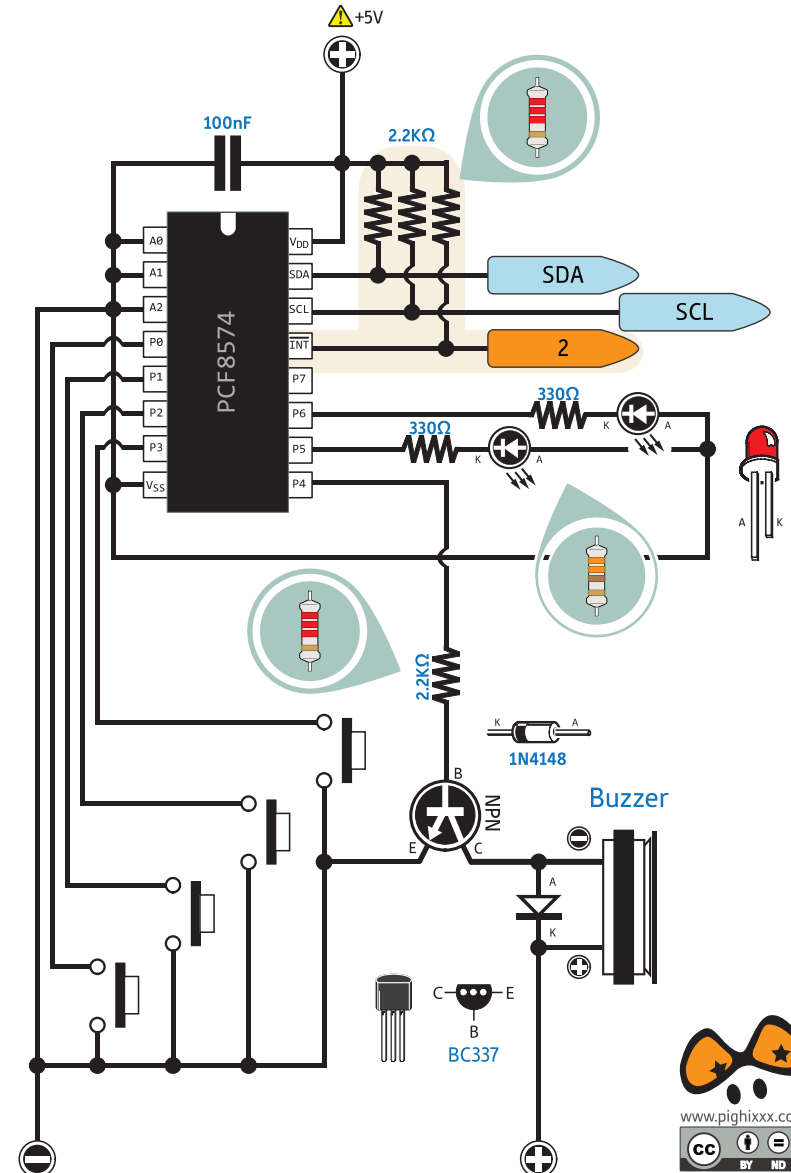 +5V
100nF
2.2KΩ
A0
VDD
A1
SDA
SDA
A2
SCL
SCL
P0
INT
2
PCF8574
P1
P7
P2
P6
330Ω
K
A
P3
P5
330Ω
K
A
VSS
P4
A
K
2.2KΩ
K
A
1N4148
B
NPN
E
C
Buzzer
A
K
C
E
B
BC337
www.pighixxx.co
cc
BY
ND